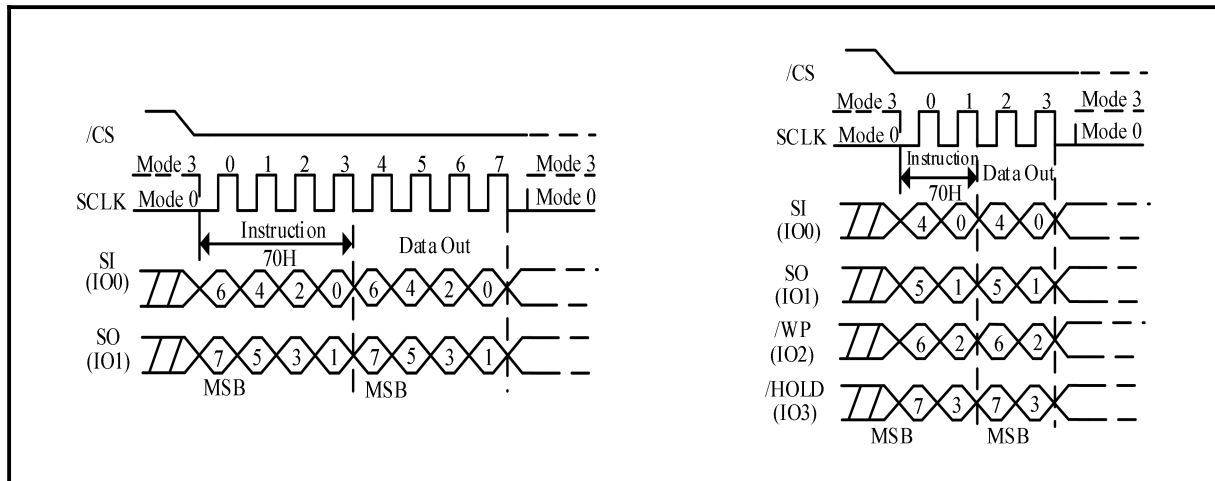 /CS
Mode 3 0 1 2 3 4 5 6 7 Mode 3
SCLK Mode 0 Mode 0
Instruction
70H
Data Out
SI
(IO0)
6 4 2 0 6 4 2 0
SO
(IO1)
7 5 3 1 7 5 3 1
MSB MSB
/CS
Mode 3 0 1 2 3 Mode 3
SCLK Mode 0 Mode 0
Instruction
70H
Data Out
SI
(IO0)
4 0 4 0
SO
(IO1)
5 1 5 1
/WP
(IO2)
6 2 6 2
/HOLD
(IO3)
7 3 7 3
MSB MSB